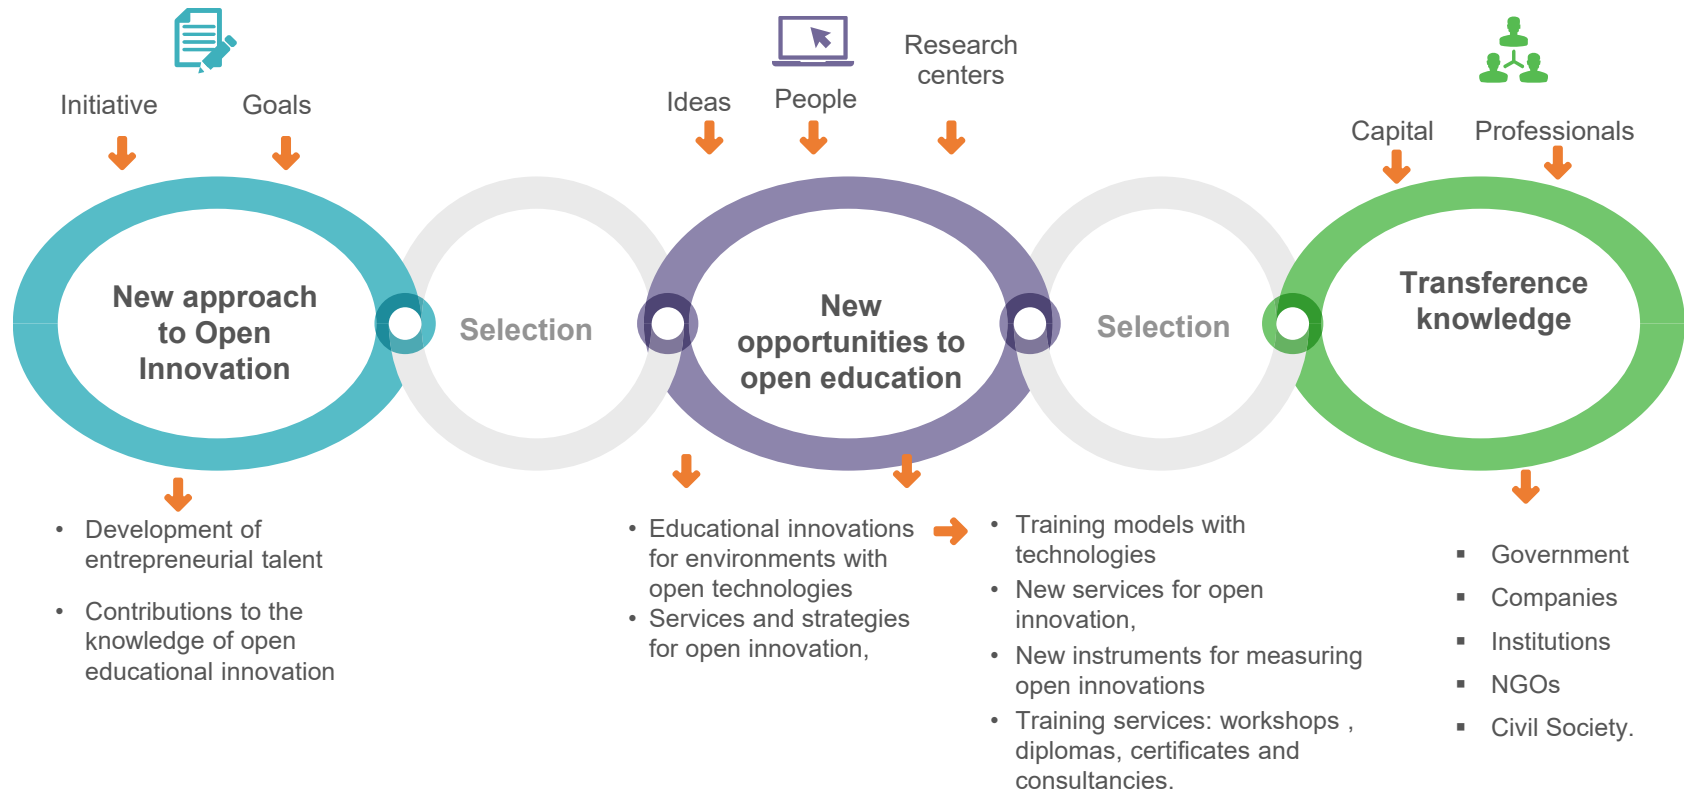 Initiative
Goals
Ideas
People
Research
centers
Capital
Professionals
New approach
to Open
Innovation
Selection
New
opportunities to
open education
Selection
Transference
knowledge
• Development of
entrepreneurial talent
• Contributions to the
knowledge of open
educational innovation
• Educational innovations
for environments with
open technologies
• Services and strategies
for open innovation,
• Training models with
technologies
• New services for open
innovation,
• New instruments for measuring
open innovations
• Training services: workshops ,
diplomas, certificates and
consultancies.
▪ Government
▪ Companies
▪ Institutions
▪ NGOs
▪ Civil Society.